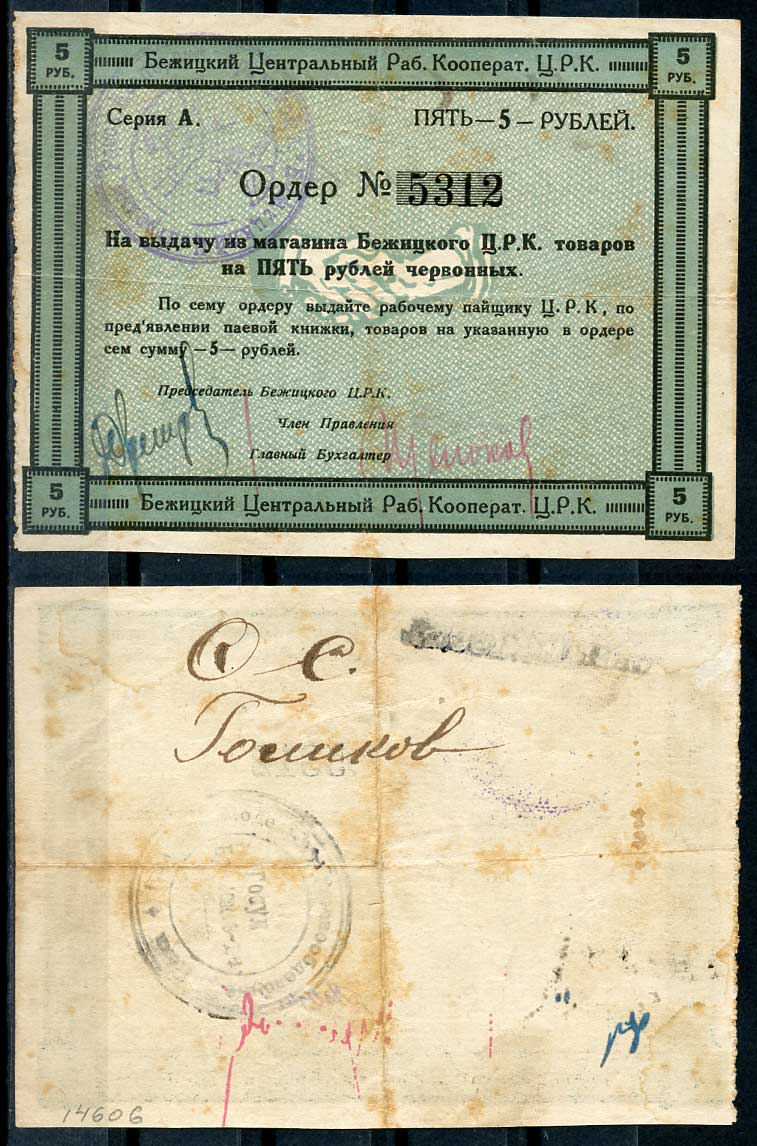 5 РУБ. Бежицкий Центральный Раб. Кооперат. Ц.Р.К. 5 РУБ.
Серия А. ПЯТЬ—5—РУБЛЕЙ.
Ордер № 5312
На выдачу из магазина Бежицкого Ц.Р.К. товаров
на ПЯТЬ рублей червонных.
По сему ордеру выдайте рабочему пайщику Ц.Р.К, по
пред'явлении паевой книжки, товаров на указанную в ордере
сем сумму —5— рублей.
Председатель Бежицкого Ц.Р.К.
Член Правления
Главный Бухгалтер
5 РУБ. Бежицкий Центральный Раб. Кооперат. Ц.Р.К. 5 РУБ.
Голиков
14606